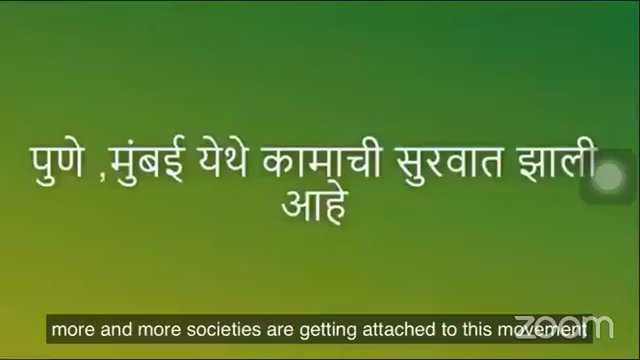 पुणे ,मुंबई येथे कामाची सुरवात झाली
आहे
more and more societies are getting attached to this movement
zoom